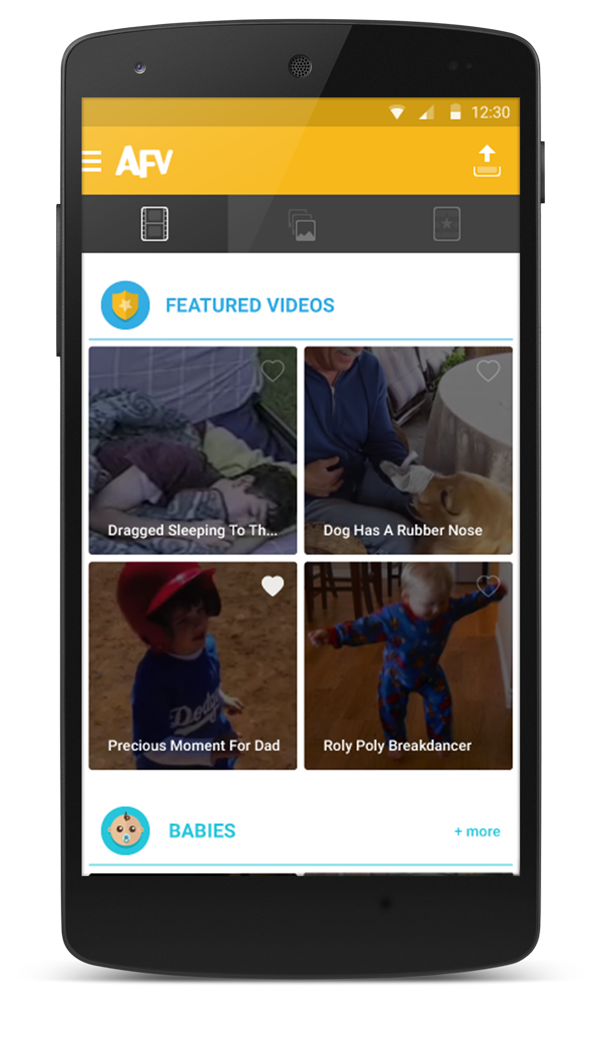 12:30
AFV
FEATURED VIDEOS
Dragged Sleeping To Th...
Dog Has A Rubber Nose
Dodg
Precious Moment For Dad
Roly Poly Breakdancer
BABIES
+ more